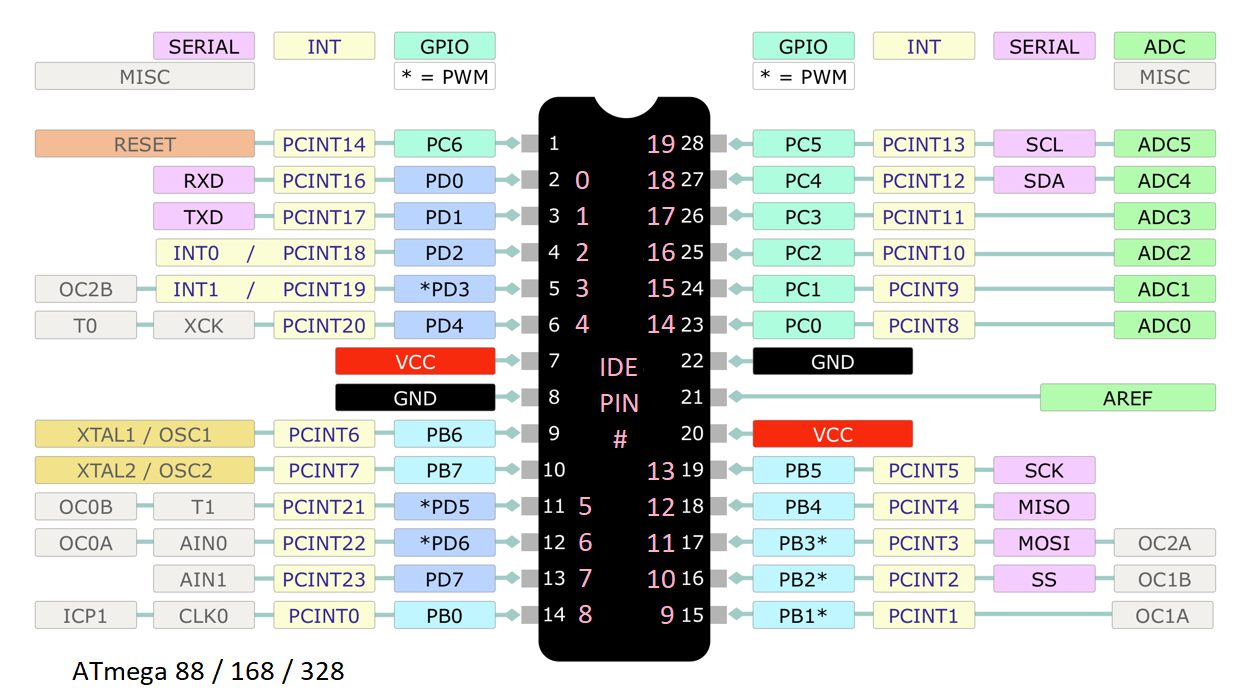 SERIAL INT GPIO GPIO INT SERIAL ADC
MISC * = PWM * = PWM MISC
RESET PCINT14 PC6 1 19 28 PC5 PCINT13 SCL ADC5
RXD PCINT16 PD0 2 0 18 27 PC4 PCINT12 SDA ADC4
TXD PCINT17 PD1 3 1 17 26 PC3 PCINT11 ADC3
INT0 / PCINT18 PD2 4 2 16 25 PC2 PCINT10 ADC2
OC2B INT1 / PCINT19 *PD3 5 3 15 24 PC1 PCINT9 ADC1
T0 XCK PCINT20 PD4 6 4 14 23 PC0 PCINT8 ADC0
VCC 7 IDE 22 GND
GND 8 PIN 21 AREF
XTAL1 / OSC1 PCINT6 PB6 9 # 20 VCC
XTAL2 / OSC2 PCINT7 PB7 10 13 19 PB5 PCINT5 SCK
OC0B T1 PCINT21 *PD5 11 5 12 18 PB4 PCINT4 MISO
OC0A AIN0 PCINT22 *PD6 12 6 11 17 PB3* PCINT3 MOSI OC2A
AIN1 PCINT23 PD7 13 7 10 16 PB2* PCINT2 SS OC1B
ICP1 CLK0 PCINT0 PB0 14 8 9 15 PB1* PCINT1 OC1A
ATmega 88 / 168 / 328